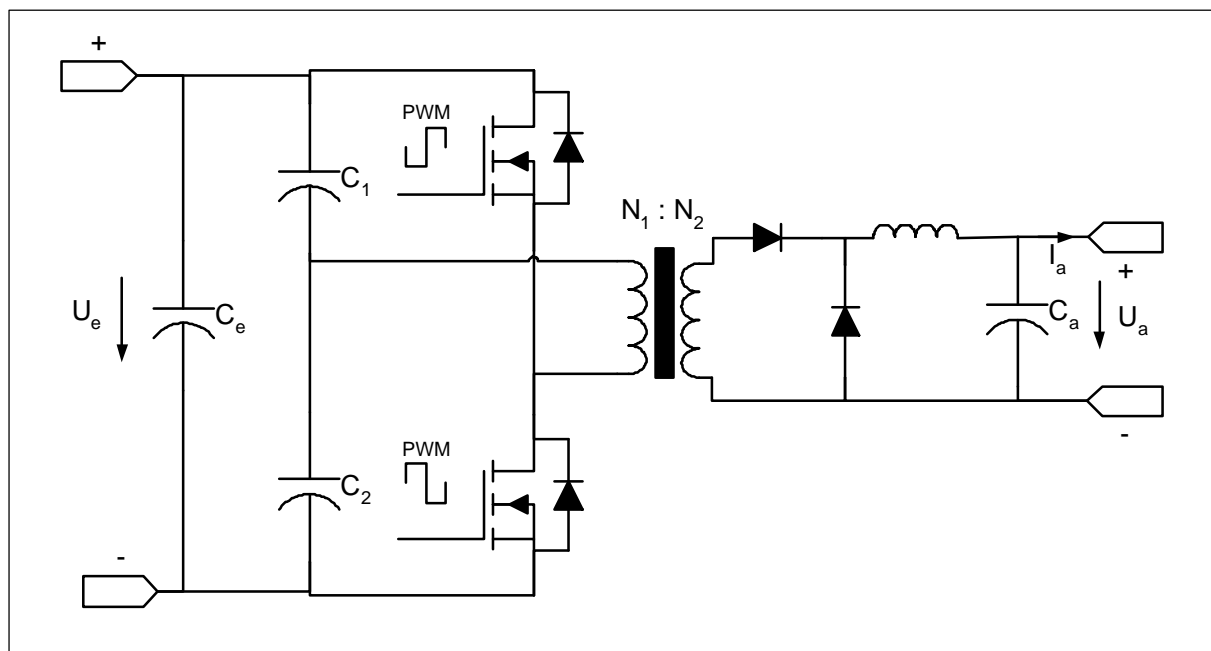 +
PWM
C₁
N₁ : N₂
Iₐ
+
Uₑ
Cₑ
Cₐ
Uₐ
-
PWM
C₂
-